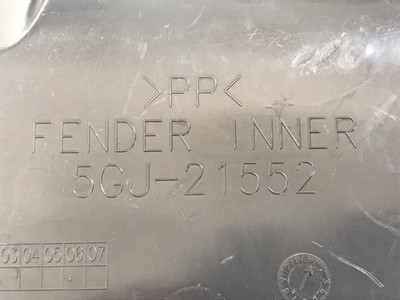 >PP<
FENDER INNER
5GJ-21552
03 04 05 06 07